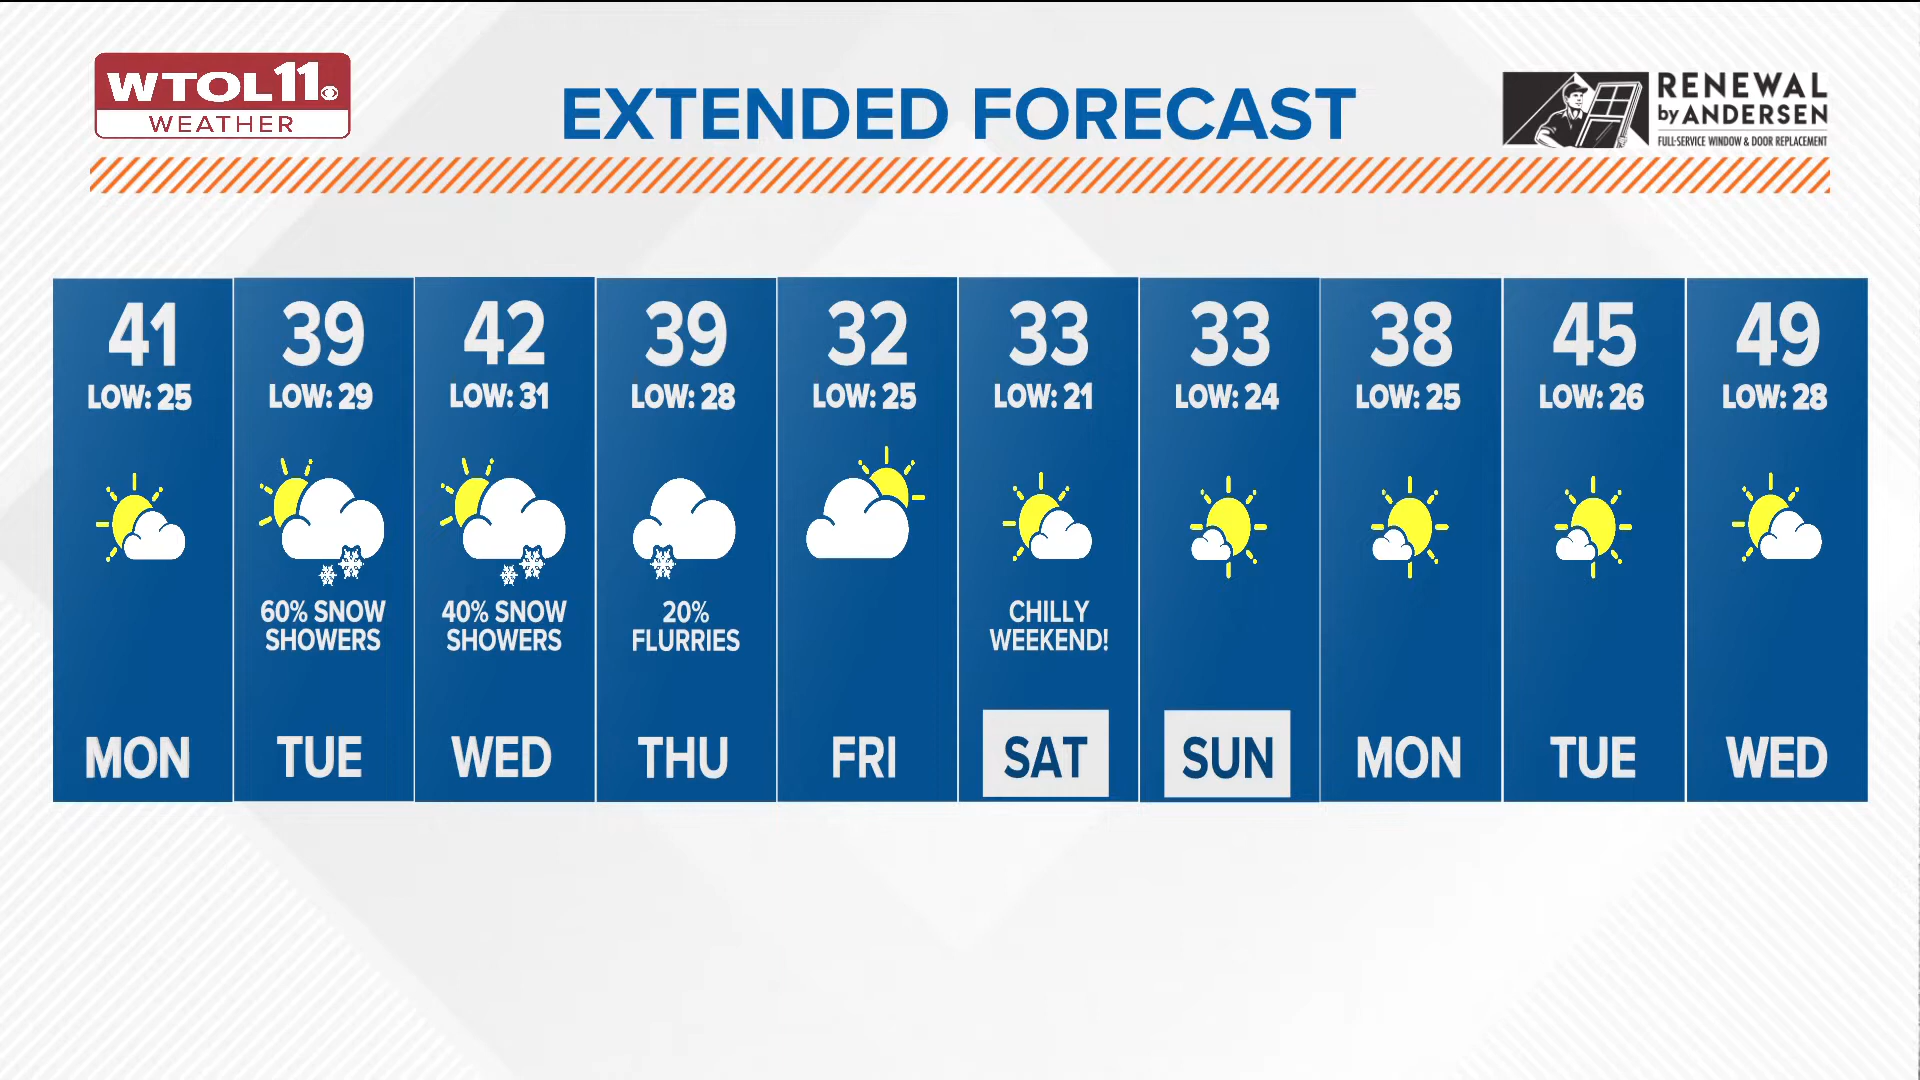 WTOL 11
WEATHER
EXTENDED FORECAST
RENEWAL
by ANDERSEN
FULL-SERVICE WINDOW & DOOR REPLACEMENT
41
LOW: 25
MON
39
LOW: 29
60% SNOW
SHOWERS
TUE
42
LOW: 31
40% SNOW
SHOWERS
WED
39
LOW: 28
20%
FLURRIES
THU
32
LOW: 25
FRI
33
LOW: 21
CHILLY
WEEKEND!
SAT
33
LOW: 24
SUN
38
LOW: 25
MON
45
LOW: 26
TUE
49
LOW: 28
WED